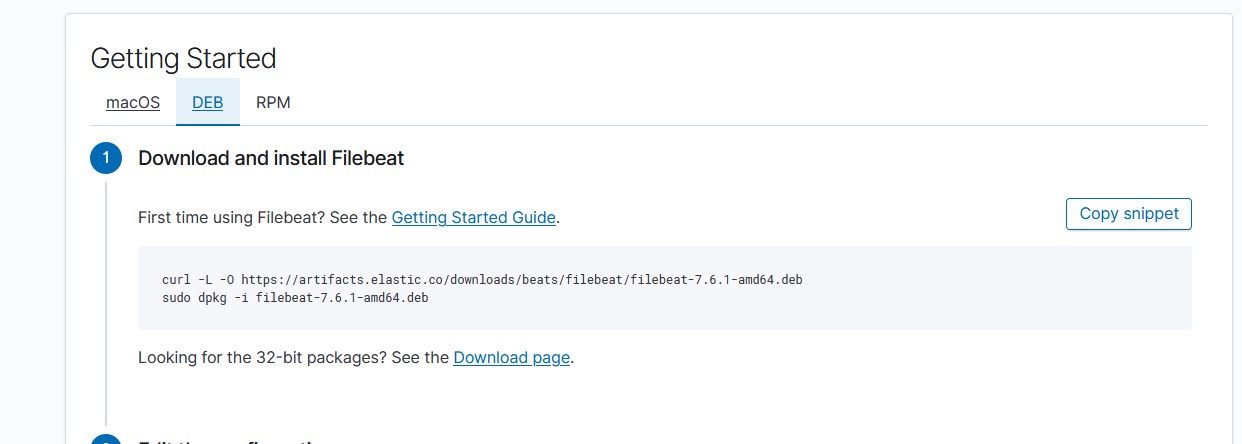 Getting Started
macOS DEB RPM
1 Download and install Filebeat
First time using Filebeat? See the Getting Started Guide.
Copy snippet
curl -L -O https://artifacts.elastic.co/downloads/beats/filebeat/filebeat-7.6.1-amd64.deb
sudo dpkg -i filebeat-7.6.1-amd64.deb
Looking for the 32-bit packages? See the Download page.